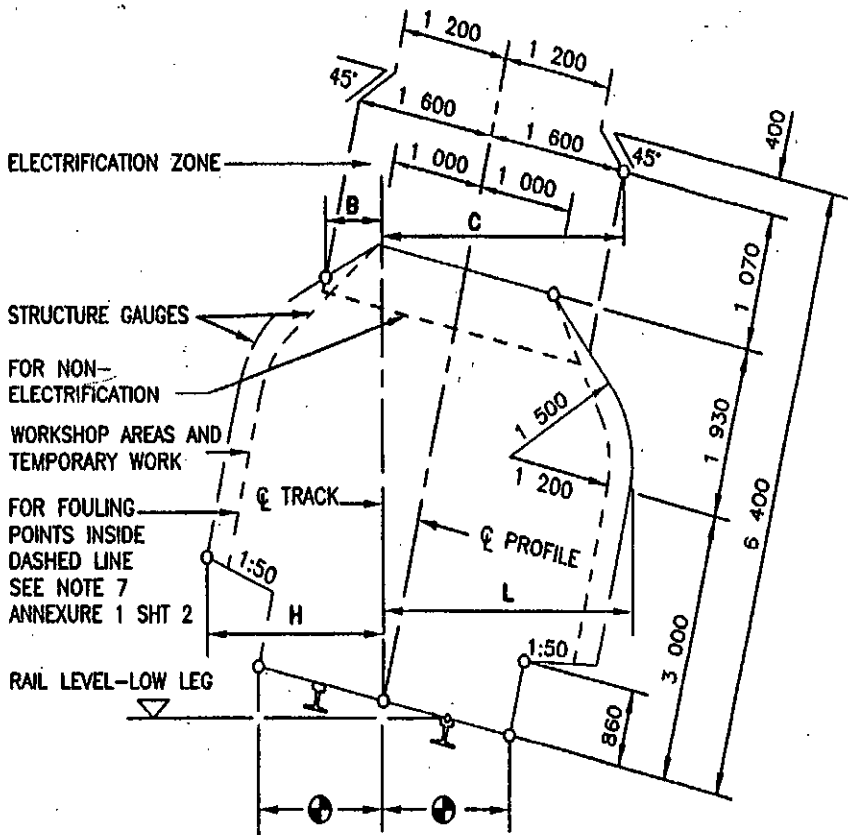 1 200
1 200
45°
1 600
1 600
400
45°
ELECTRIFICATION ZONE
1 000
1 000
B
C
1 070
STRUCTURE GAUGES
FOR NON-
ELECTRIFICATION
1 500
1 930
WORKSHOP AREAS AND
TEMPORARY WORK
1 200
6 400
FOR FOULING
POINTS INSIDE
DASHED LINE
SEE NOTE 7
ANNEXURE 1 SHT 2
℄ TRACK
℄ PROFILE
1:50
H
L
1:50
3 000
RAIL LEVEL-LOW LEG
860